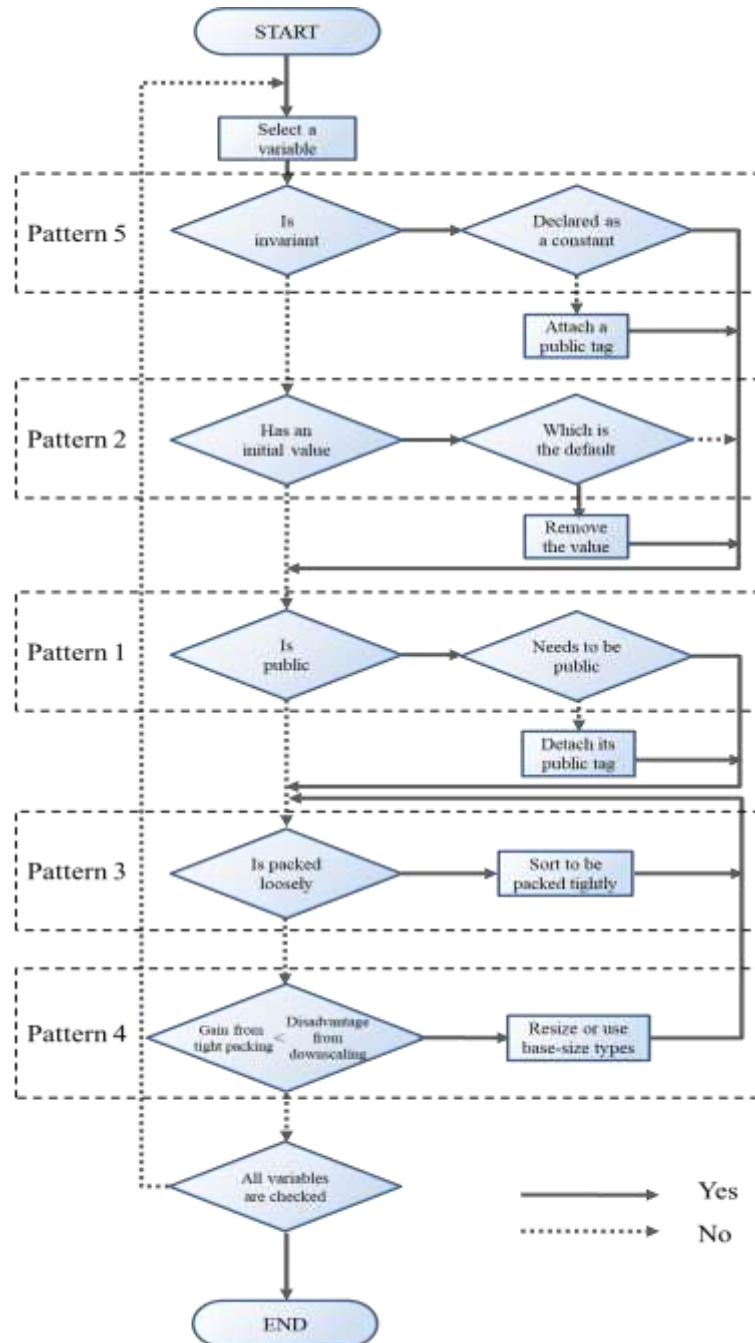 START
Select a
variable
Pattern 5
Is
invariant
Declared as
a constant
Attach a
public tag
Pattern 2
Has an
initial value
Which is
the default
Remove
the value
Pattern 1
Is
public
Needs to be
public
Detach its
public tag
Pattern 3
Is packed
loosely
Sort to be
packed tightly
Pattern 4
Gain from
tight packing
<
Disadvantage
from
downscaling
Resize or use
base-size types
All variables
are checked
Yes
No
END